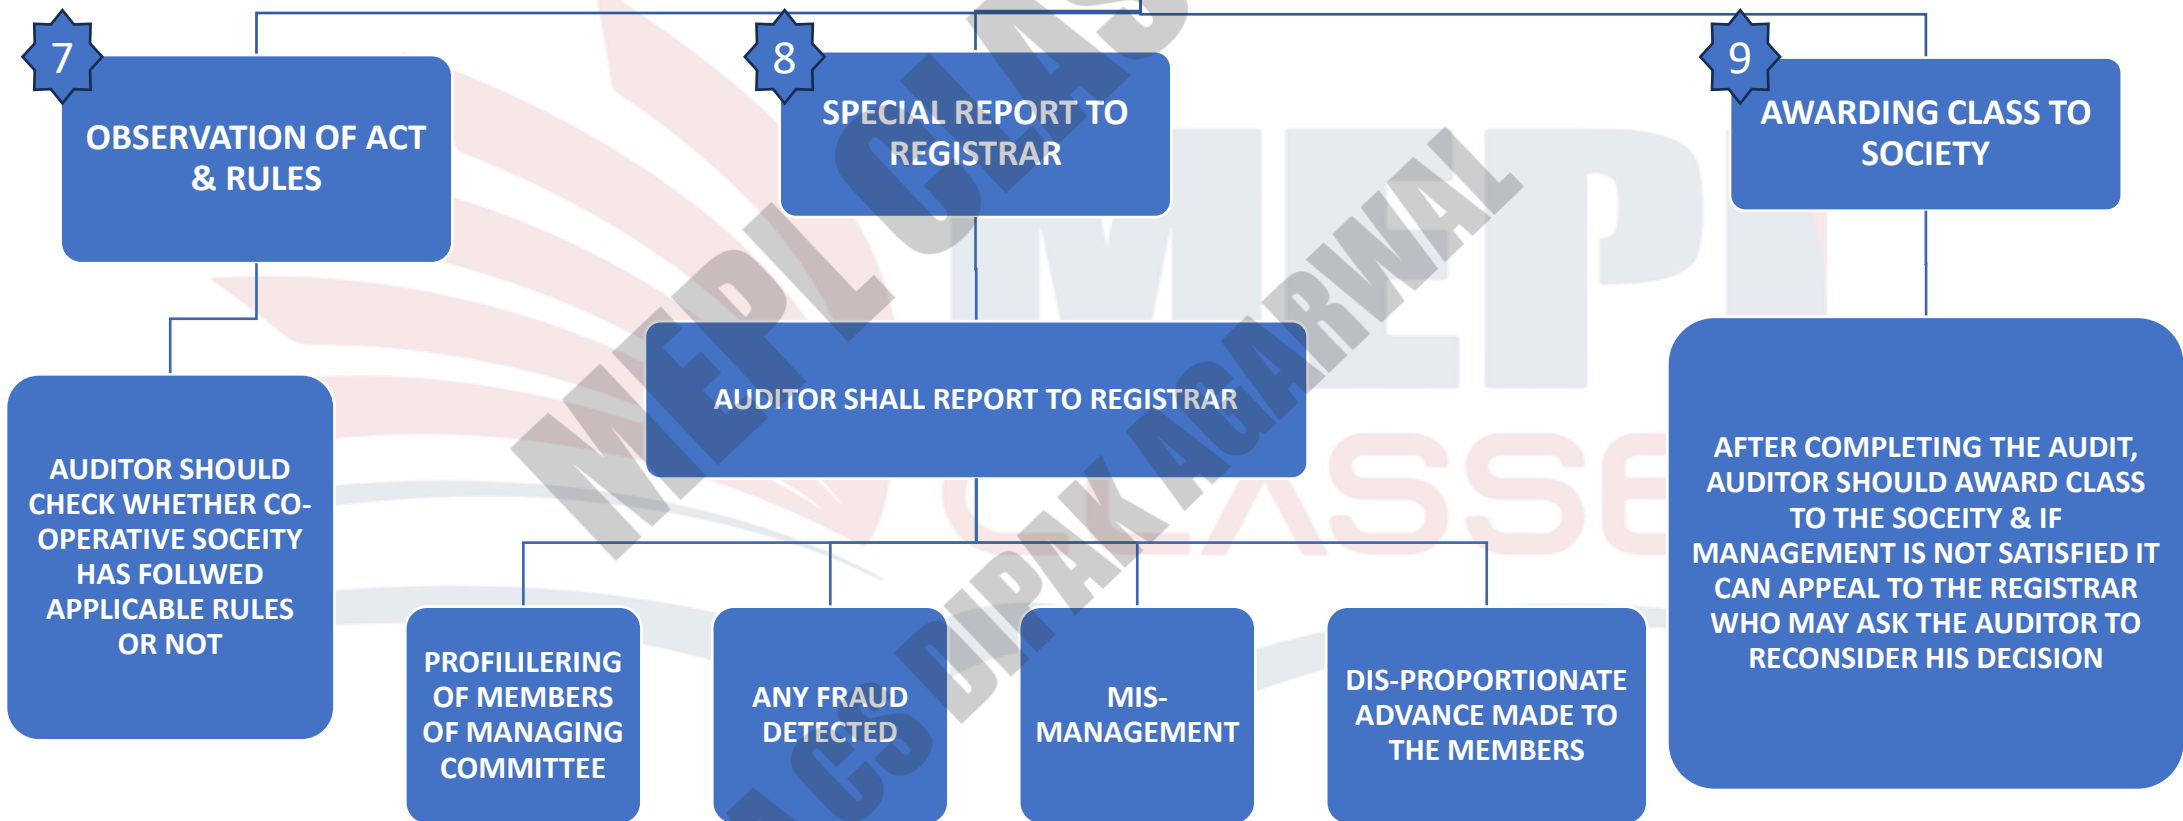 7
OBSERVATION OF ACT
& RULES
AUDITOR SHOULD
CHECK WHETHER CO-
OPERATIVE SOCEITY
HAS FOLLWED
APPLICABLE RULES
OR NOT
8
SPECIAL REPORT TO
REGISTRAR
AUDITOR SHALL REPORT TO REGISTRAR
PROFILILERING
OF MEMBERS
OF MANAGING
COMMITTEE
ANY FRAUD
DETECTED
MIS-
MANAGEMENT
DIS-PROPORTIONATE
ADVANCE MADE TO
THE MEMBERS
9
AWARDING CLASS TO
SOCIETY
AFTER COMPLETING THE AUDIT,
AUDITOR SHOULD AWARD CLASS
TO THE SOCEITY & IF
MANAGEMENT IS NOT SATISFIED IT
CAN APPEAL TO THE REGISTRAR
WHO MAY ASK THE AUDITOR TO
RECONSIDER HIS DECISION
MEPL CLAS
CS DIPAK AGARWAL
MEPL
CLASSE